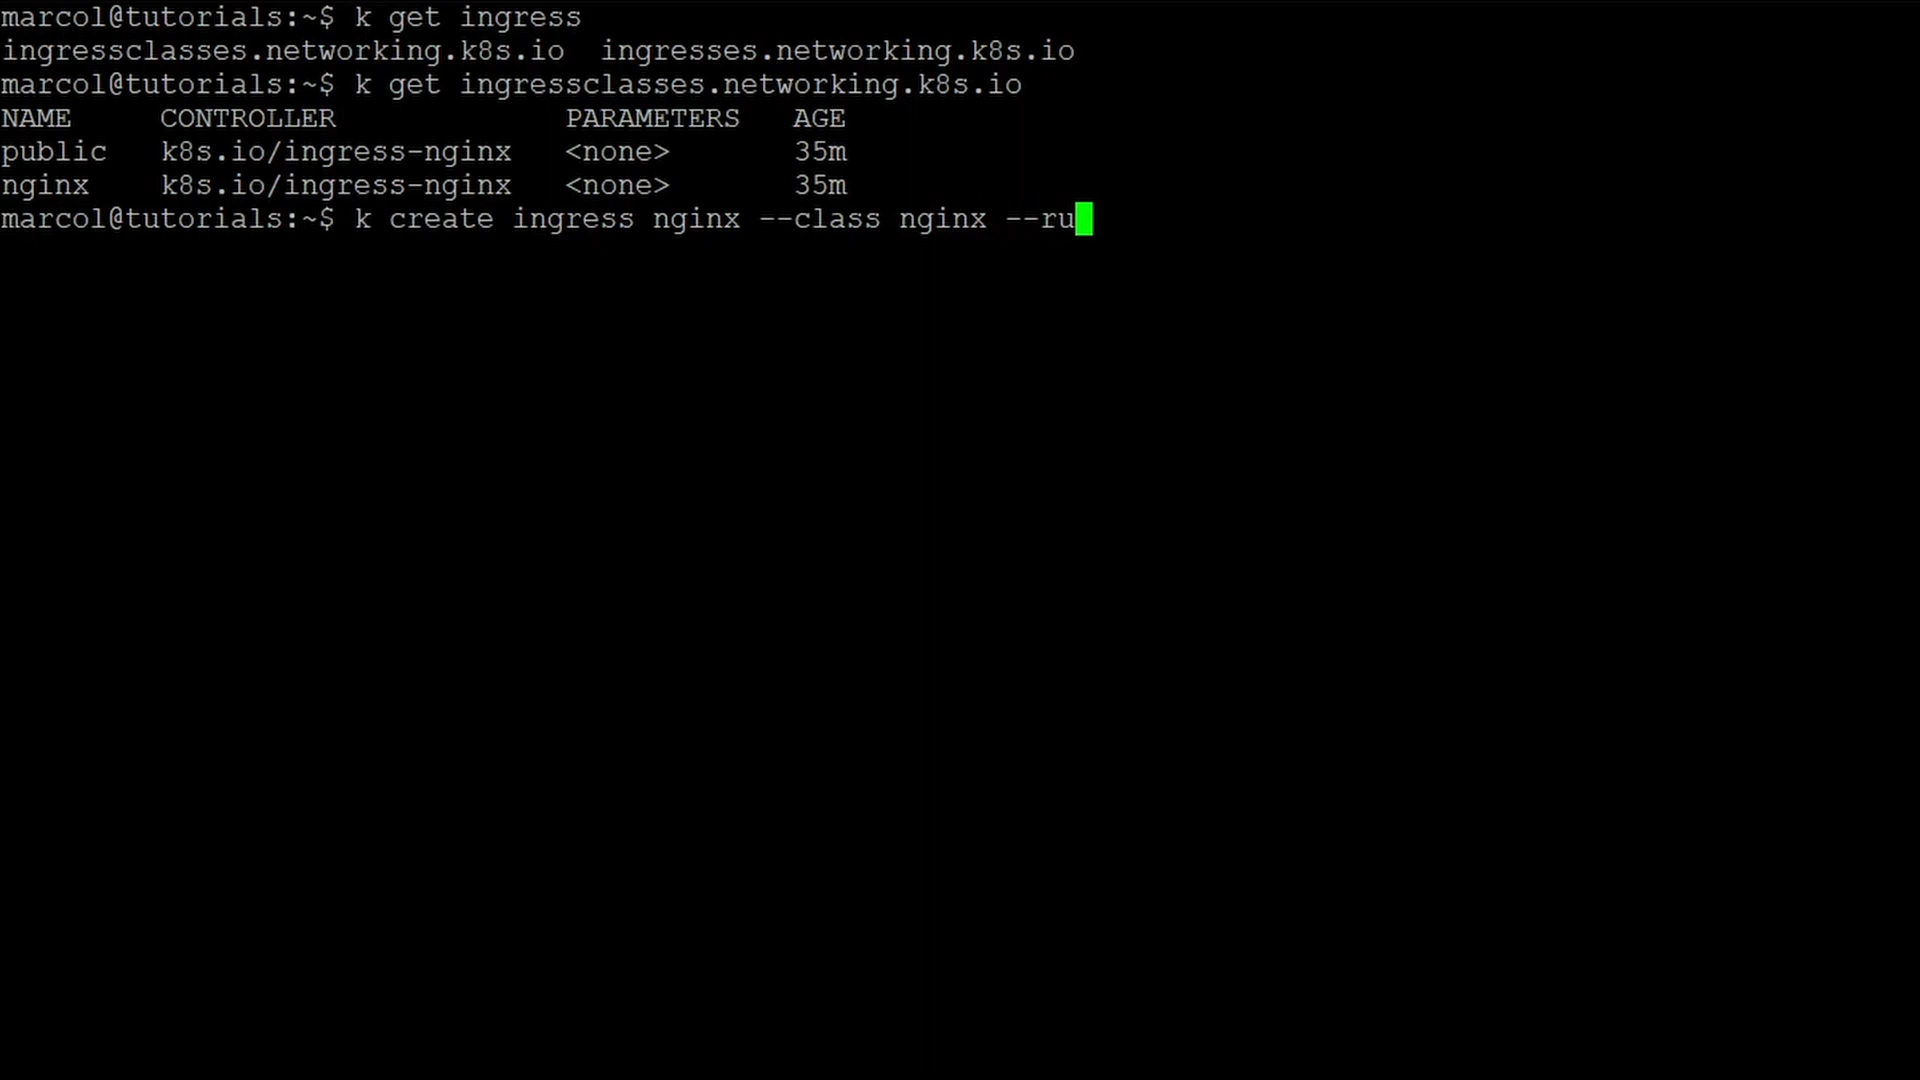 marcol@tutorials:~$ k get ingress
ingressclasses.networking.k8s.io  ingresses.networking.k8s.io
marcol@tutorials:~$ k get ingressclasses.networking.k8s.io
NAME     CONTROLLER             PARAMETERS   AGE
public   k8s.io/ingress-nginx   <none>       35m
nginx    k8s.io/ingress-nginx   <none>       35m
marcol@tutorials:~$ k create ingress nginx --class nginx --ru